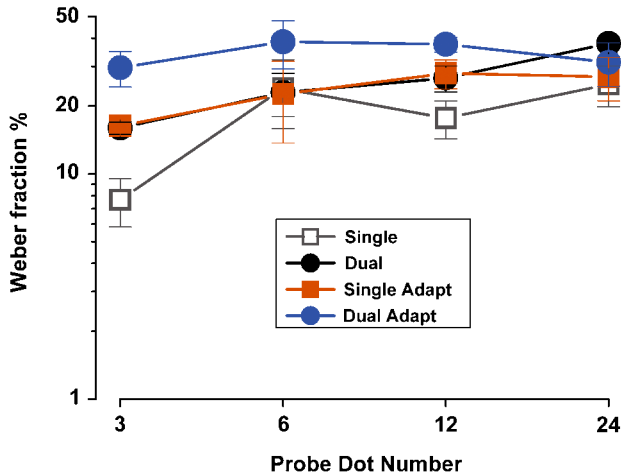 50
20
10
1
Weber fraction %
Single
Dual
Single Adapt
Dual Adapt
3 6 12 24
Probe Dot Number